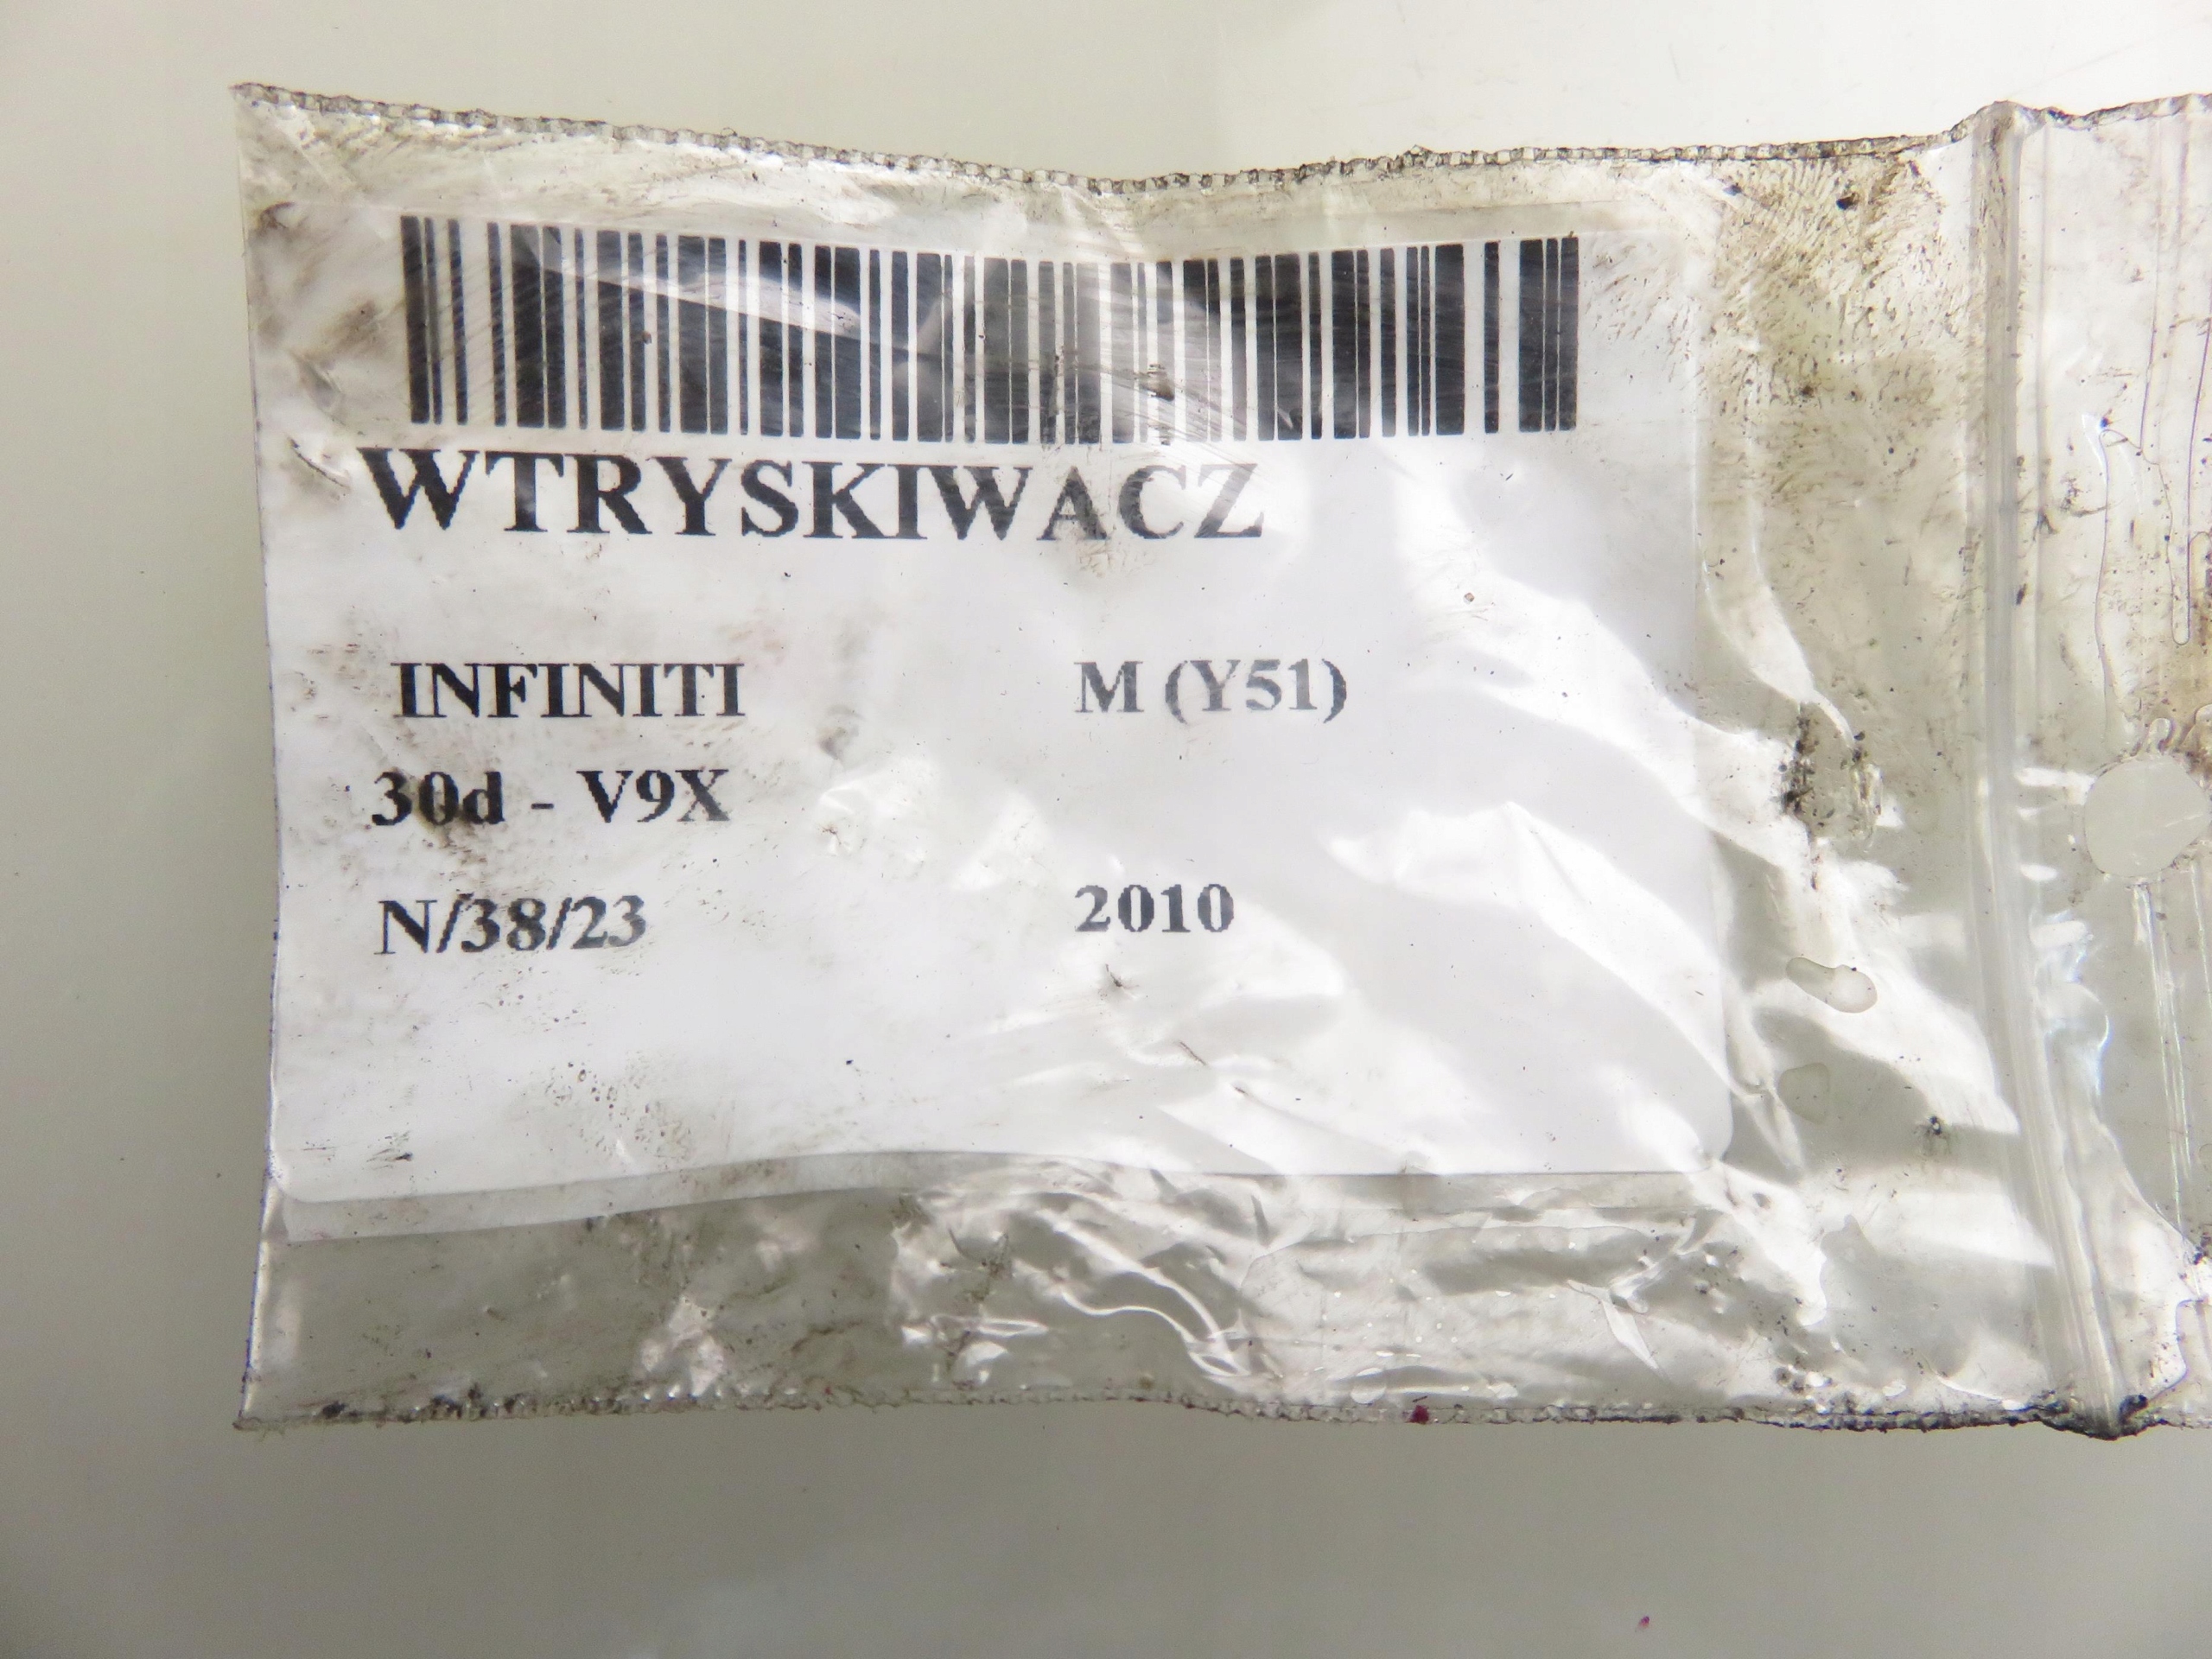 WTRYSKIWACZ
INFINITI M (Y51)
30d - V9X
N/38/23 2010